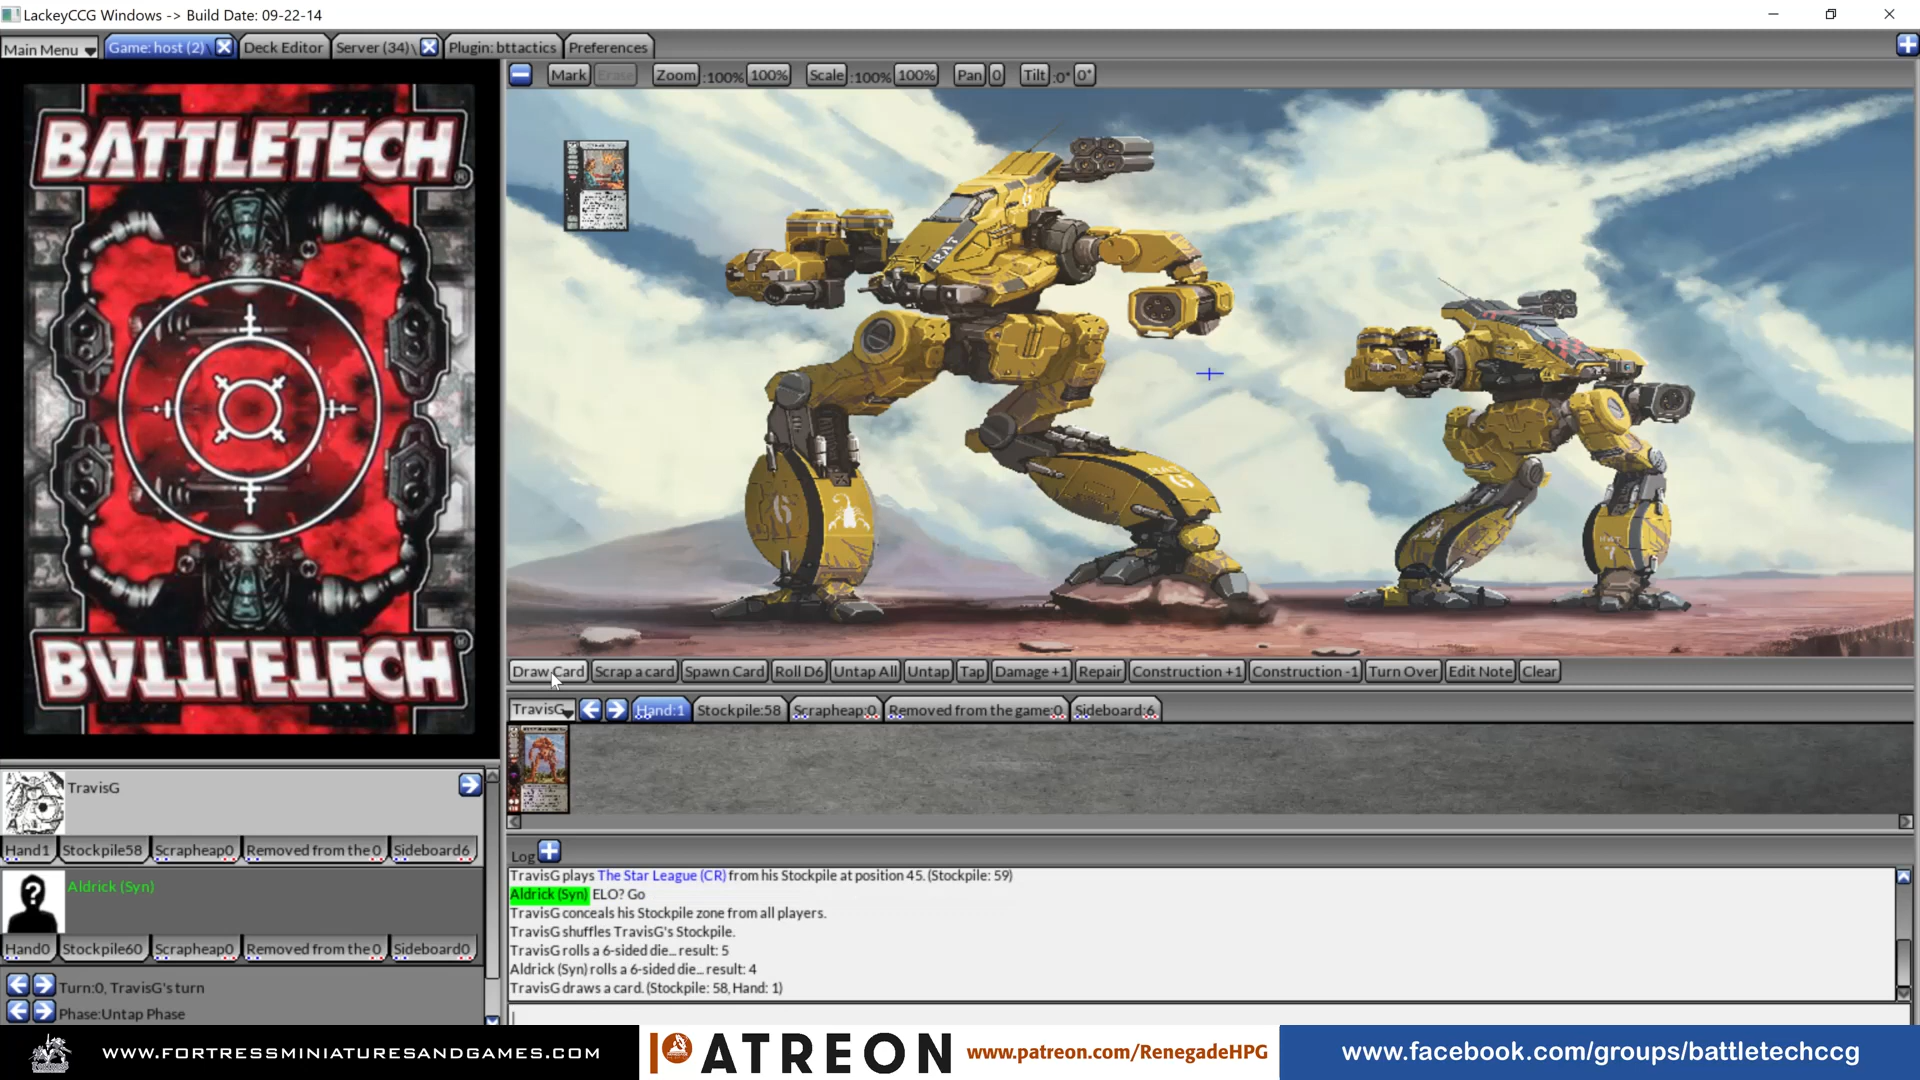 LackeyCCG Windows -> Build Date: 09-22-14
Main Menu Game: host (2) Deck Editor Server (34) Plugin: bttactics Preferences
Mark Erase Zoom :100% 100% Scale :100% 100% Pan 0 Tilt :0° 0°
BATTLETECH
BATTLETECH
RAT
6
6
RAT
6
Draw Card Scrap a card Spawn Card Roll D6 Untap All Untap Tap Damage +1 Repair Construction +1 Construction -1 Turn Over Edit Note Clear
TravisG Hand:1 Stockpile:58 Scrapheap:0 Removed from the game:0 Sideboard:6
TravisG
Hand1 Stockpile58 Scrapheap0 Removed from the 0 Sideboard6
Aldrick (Syn)
Hand0 Stockpile60 Scrapheap0 Removed from the 0 Sideboard0
Turn:0, TravisG's turn
Phase:Untap Phase
Log
TravisG plays The Star League (CR) from his Stockpile at position 45. (Stockpile: 59)
Aldrick (Syn) ELO? Go
TravisG conceals his Stockpile zone from all players.
TravisG shuffles TravisG's Stockpile.
TravisG rolls a 6-sided die... result: 5
Aldrick (Syn) rolls a 6-sided die... result: 4
TravisG draws a card. (Stockpile: 58, Hand: 1)
WWW.FORTRESSMINIATURESANDGAMES.COM
PATREON www.patreon.com/RenegadeHPG
www.facebook.com/groups/battletechccg